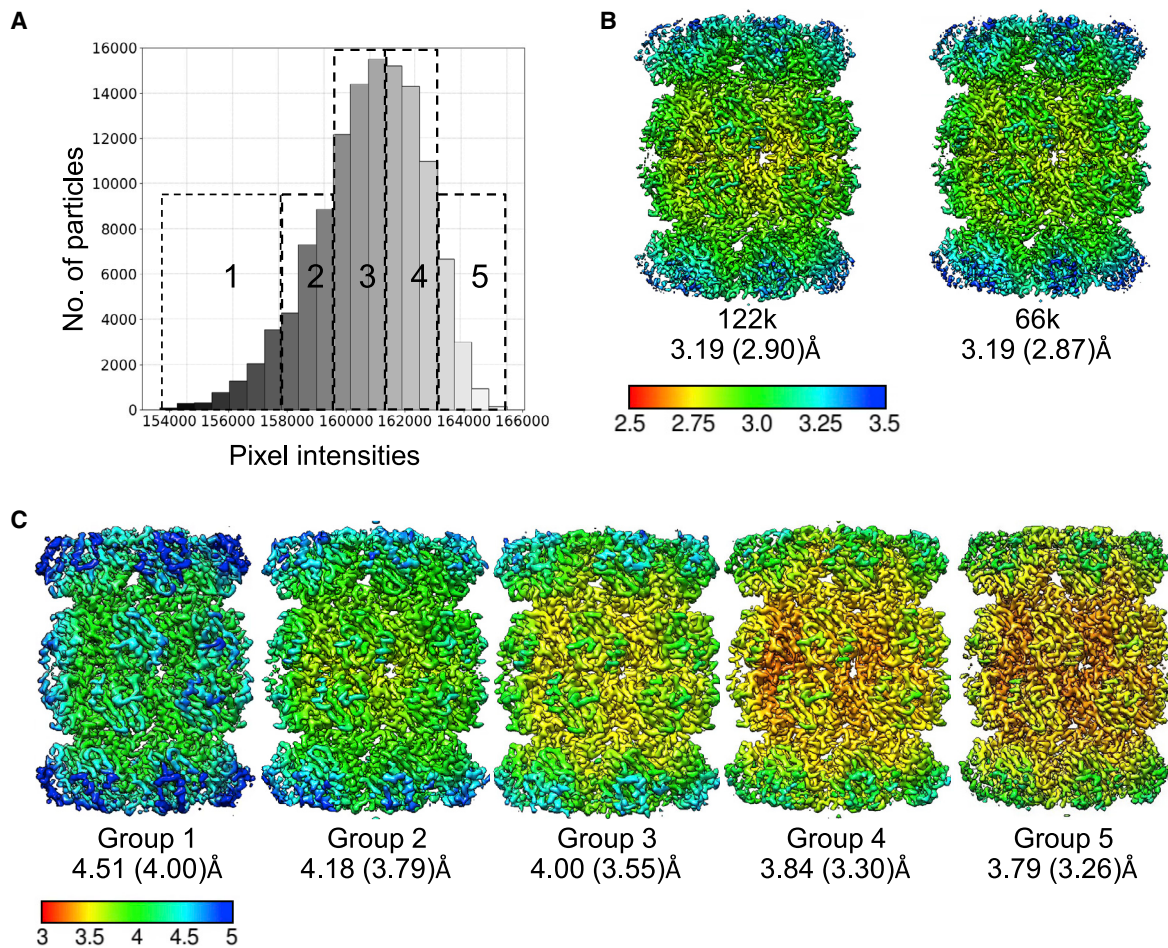 A
16000
14000
12000
10000
8000
6000
4000
2000
0
No. of particles
1
2
3
4
5
154000 156000 158000 160000 162000 164000 166000
Pixel intensities
B
122k
3.19 (2.90)Å
66k
3.19 (2.87)Å
2.5 2.75 3.0 3.25 3.5
C
Group 1
4.51 (4.00)Å
Group 2
4.18 (3.79)Å
Group 3
4.00 (3.55)Å
Group 4
3.84 (3.30)Å
Group 5
3.79 (3.26)Å
3 3.5 4 4.5 5